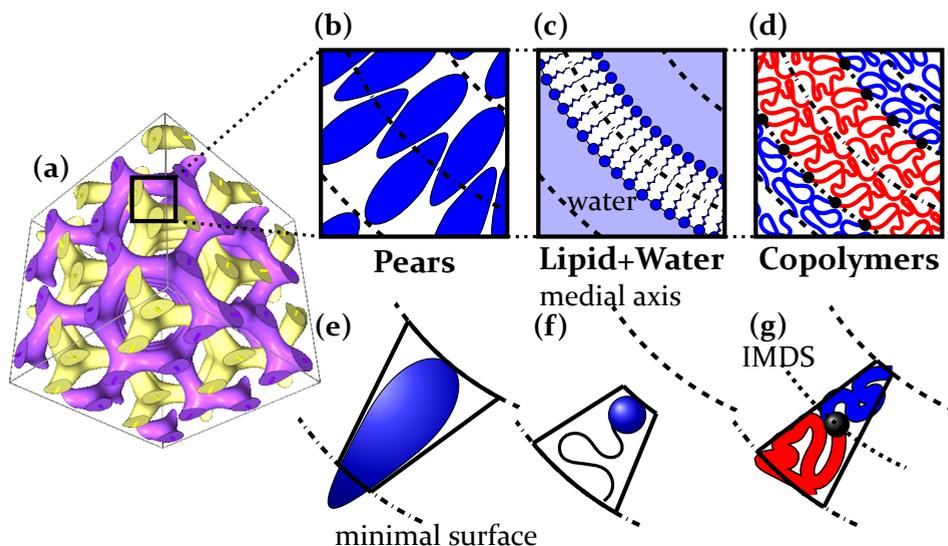 (b)
(c)
(d)
(a)
water
Pears
Lipid+Water
Copolymers
medial axis
(e)
(f)
(g)
IMDS
minimal surface